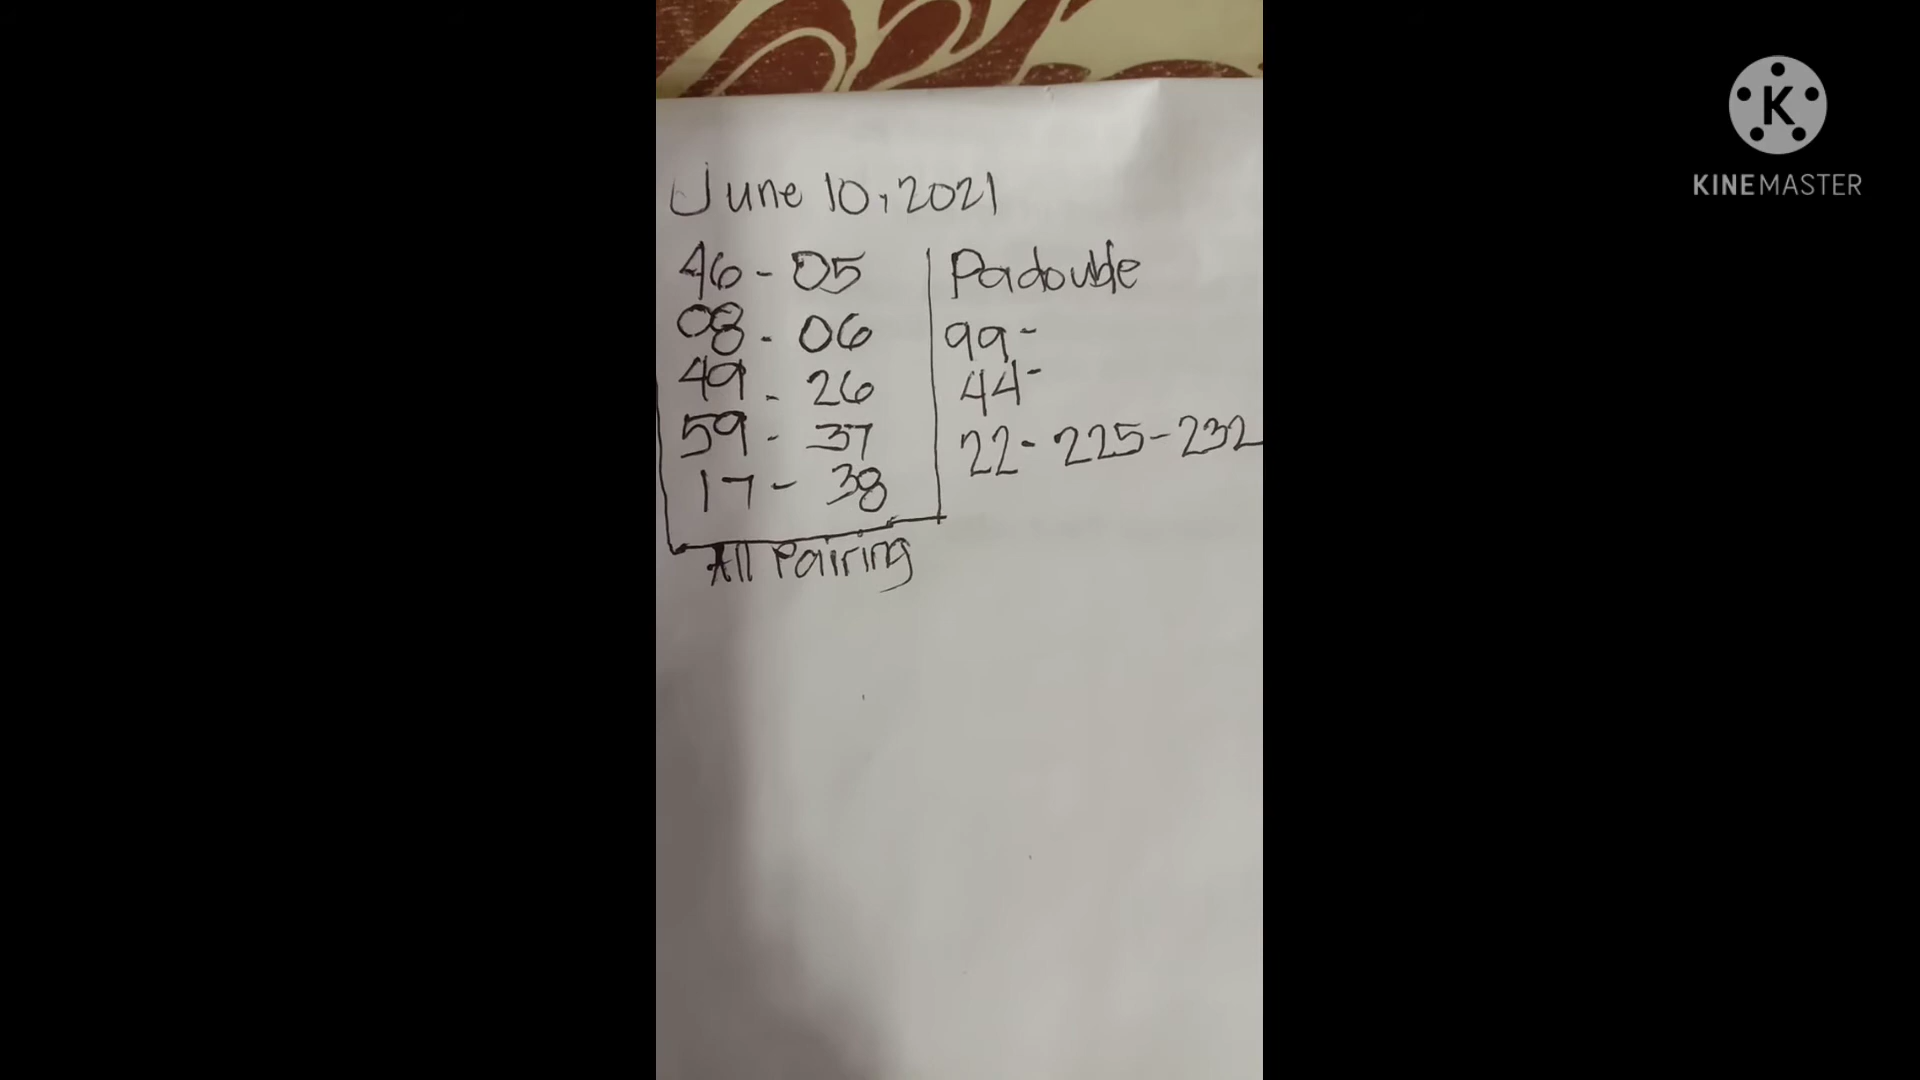 June 10, 2021
46 - 05
08 - 06
49 - 26
59 - 37
17 - 38
All Pairing
Padouble
99 -
44 -
22 - 225 - 232
K
KINEMASTER